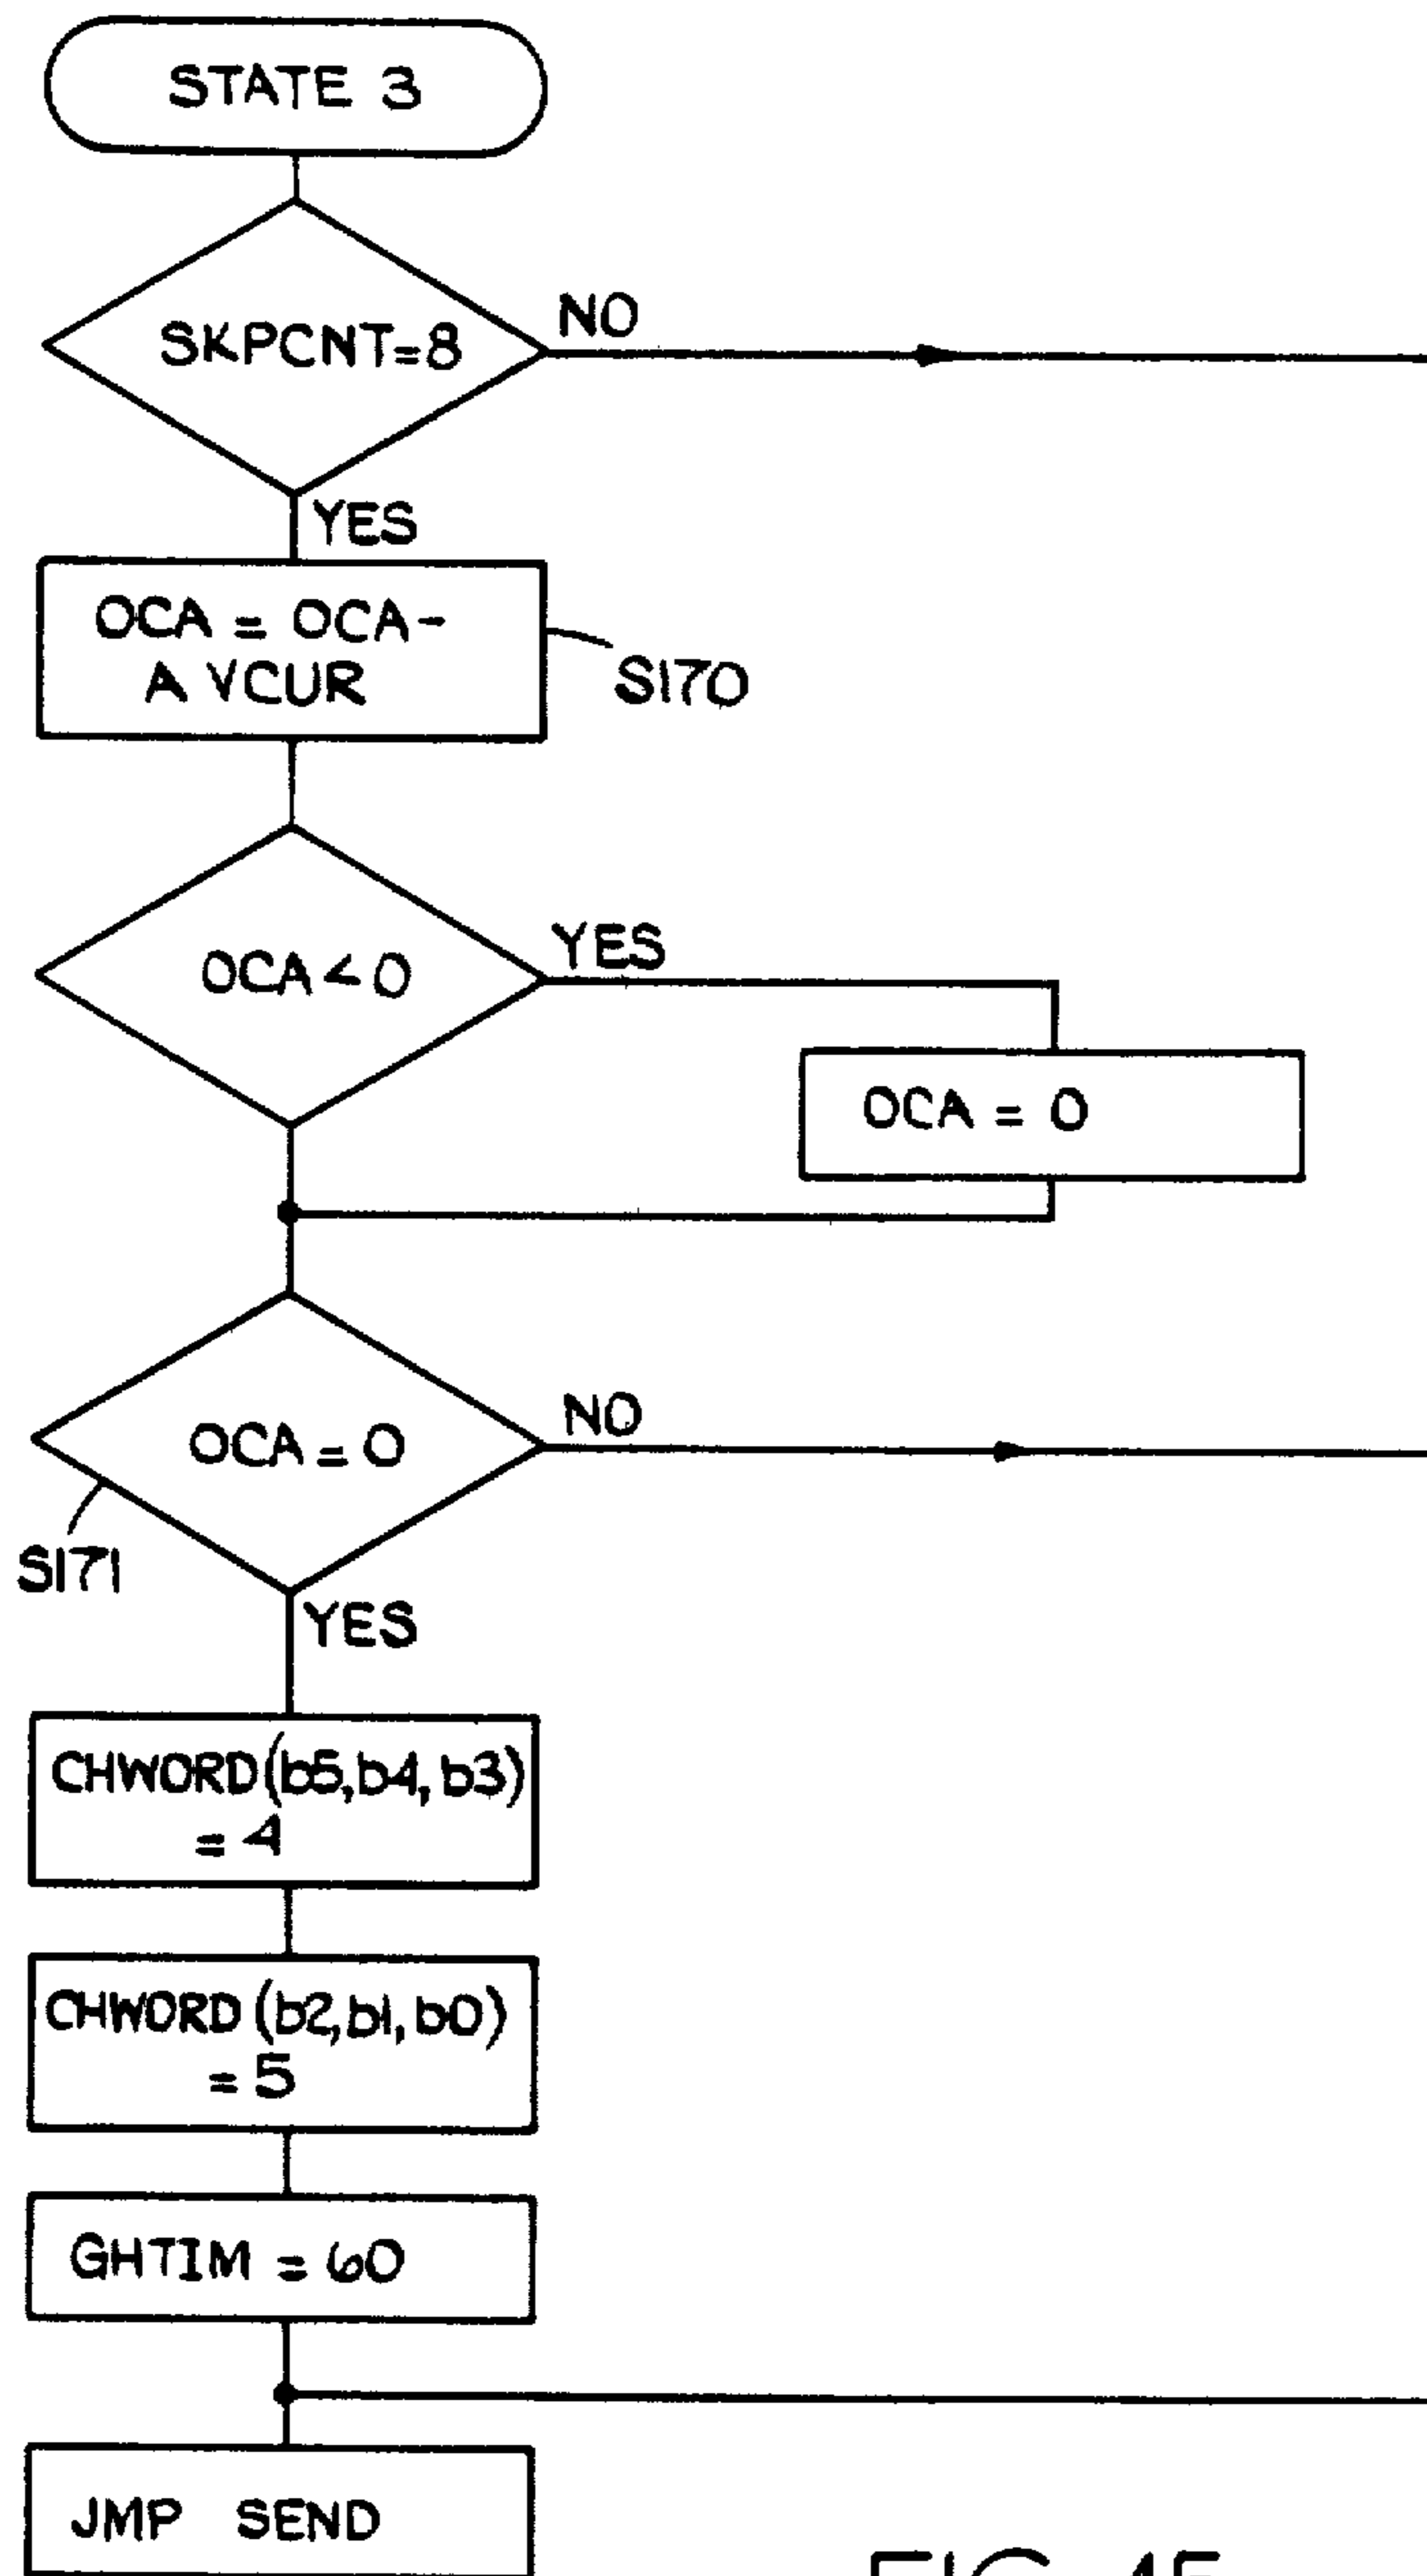 STATE 3
SKPCNT=8
NO
YES
OCA = OCA-
A VCUR
S170
OCA < 0
YES
OCA = 0
OCA = 0
NO
S171
YES
CHWORD(b5,b4,b3)
= 4
CHWORD(b2,b1,b0)
= 5
GHTIM = 60
JMP SEND